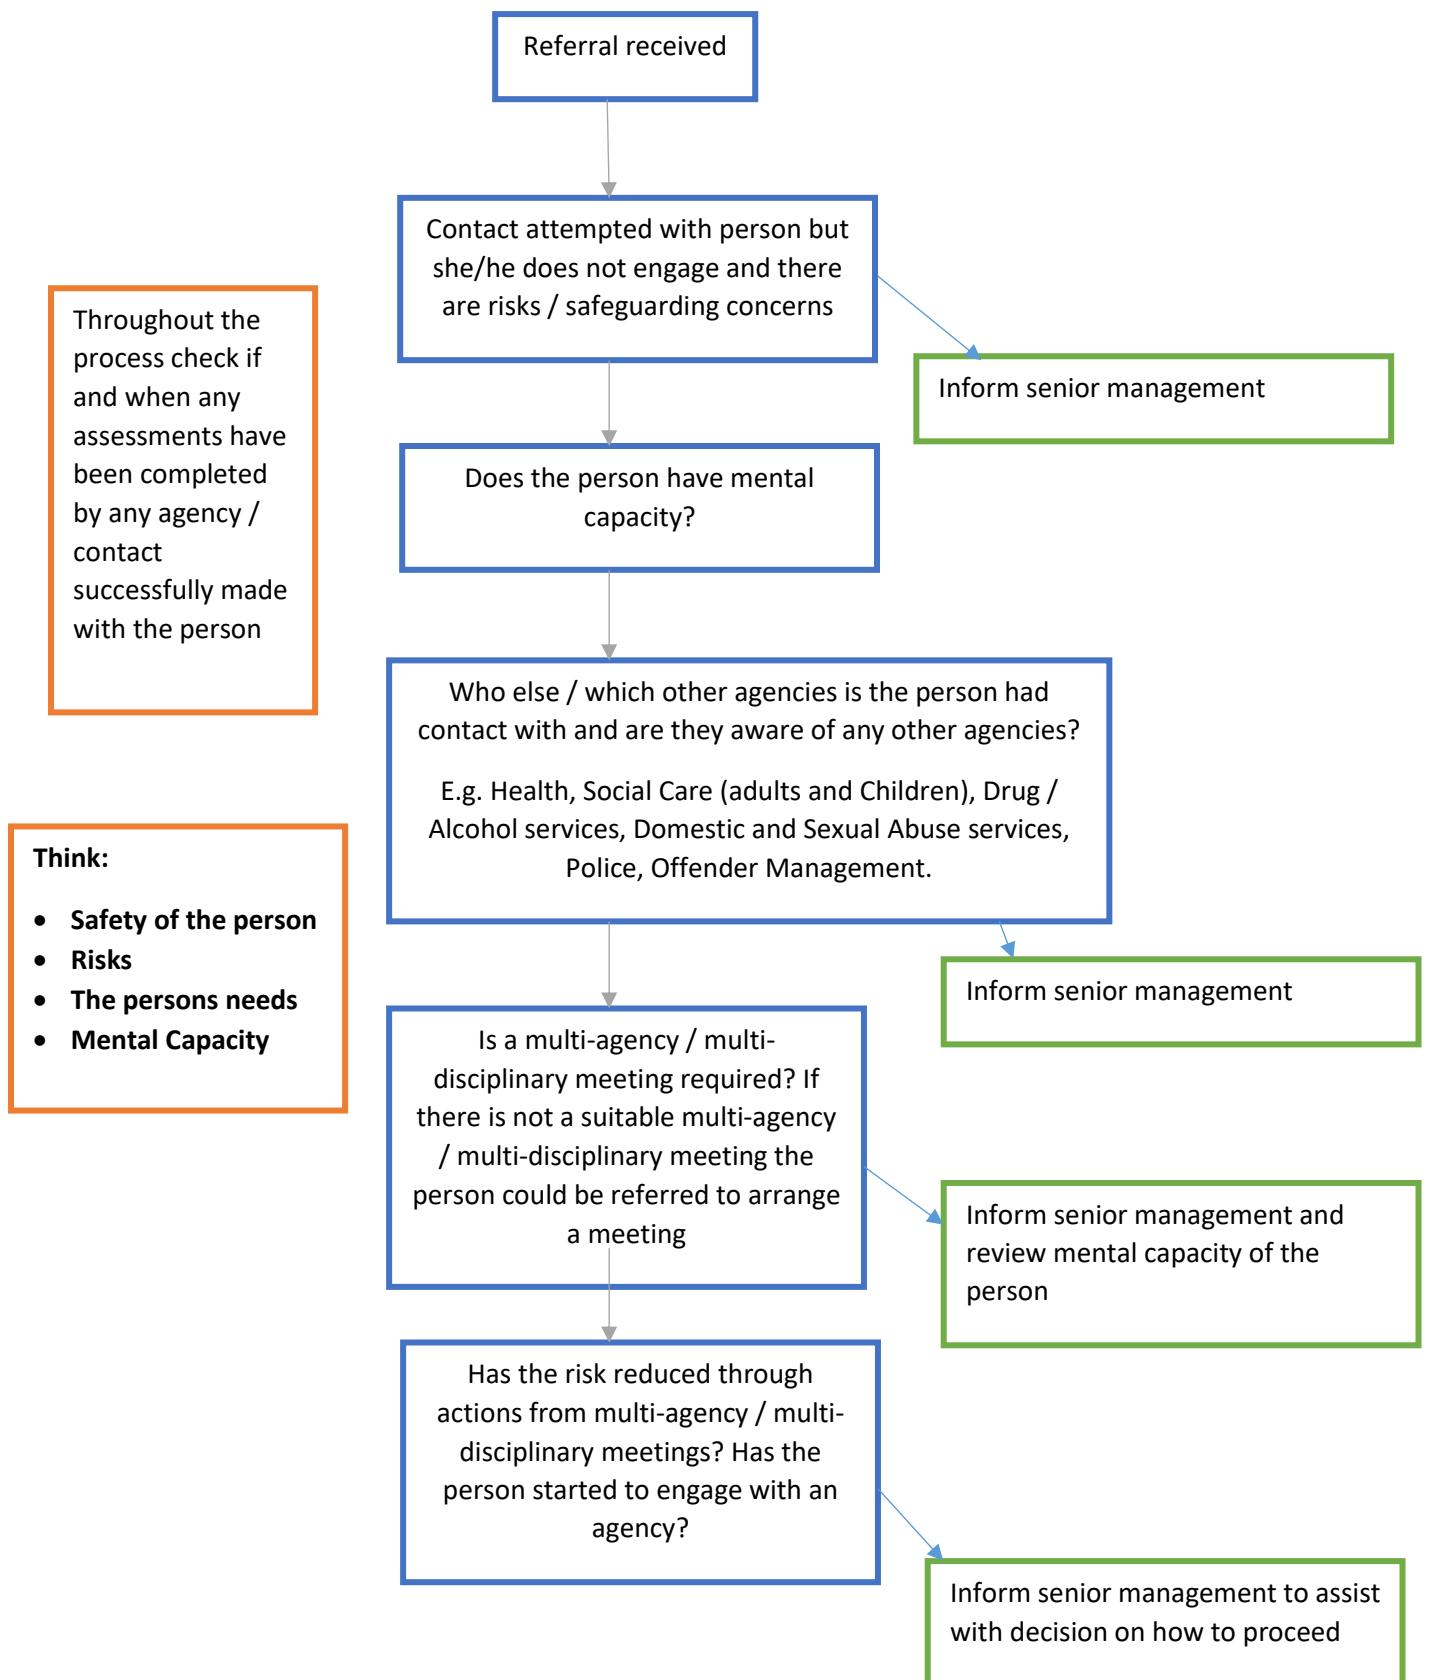 Referral received
Contact attempted with person but
she/he does not engage and there
are risks / safeguarding concerns
Throughout the
process check if
and when any
assessments have
been completed
by any agency /
contact
successfully made
with the person
Inform senior management
Does the person have mental
capacity?
Who else / which other agencies is the person had
contact with and are they aware of any other agencies?
E.g. Health, Social Care (adults and Children), Drug /
Alcohol services, Domestic and Sexual Abuse services,
Police, Offender Management.
Think:
• Safety of the person
• Risks
• The persons needs
• Mental Capacity
Inform senior management
Is a multi-agency / multi-
disciplinary meeting required? If
there is not a suitable multi-agency
/ multi-disciplinary meeting the
person could be referred to arrange
a meeting
Inform senior management and
review mental capacity of the
person
Has the risk reduced through
actions from multi-agency / multi-
disciplinary meetings? Has the
person started to engage with an
agency?
Inform senior management to assist
with decision on how to proceed